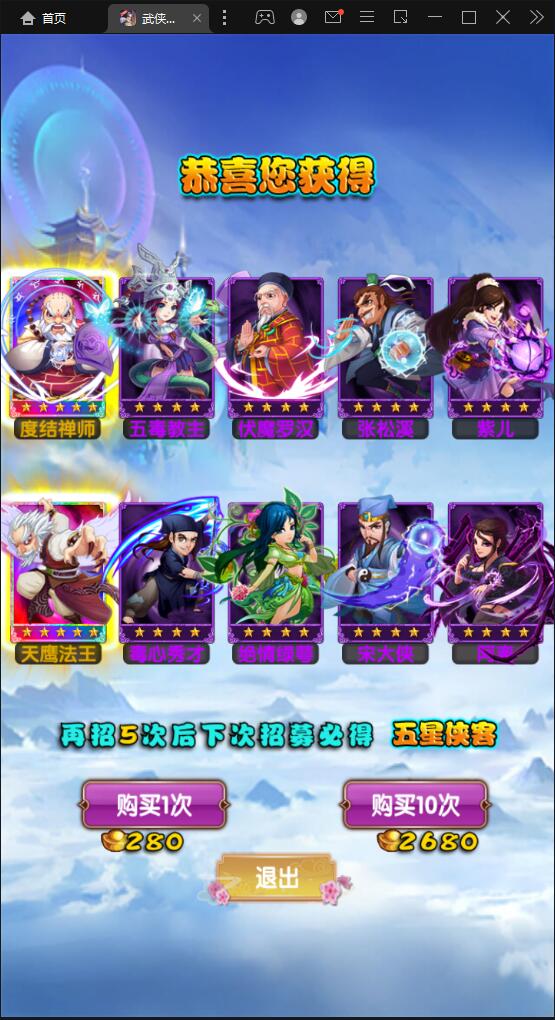 首页
武侠...
恭喜您获得
度结禅师
五毒教主
伏魔罗汉
张松溪
紫儿
天鹰法王
毒心秀才
绝情绿萼
宋大侠
再招5次后下次招募必得 五星侠客
购买1次
购买10次
280
2680
退出